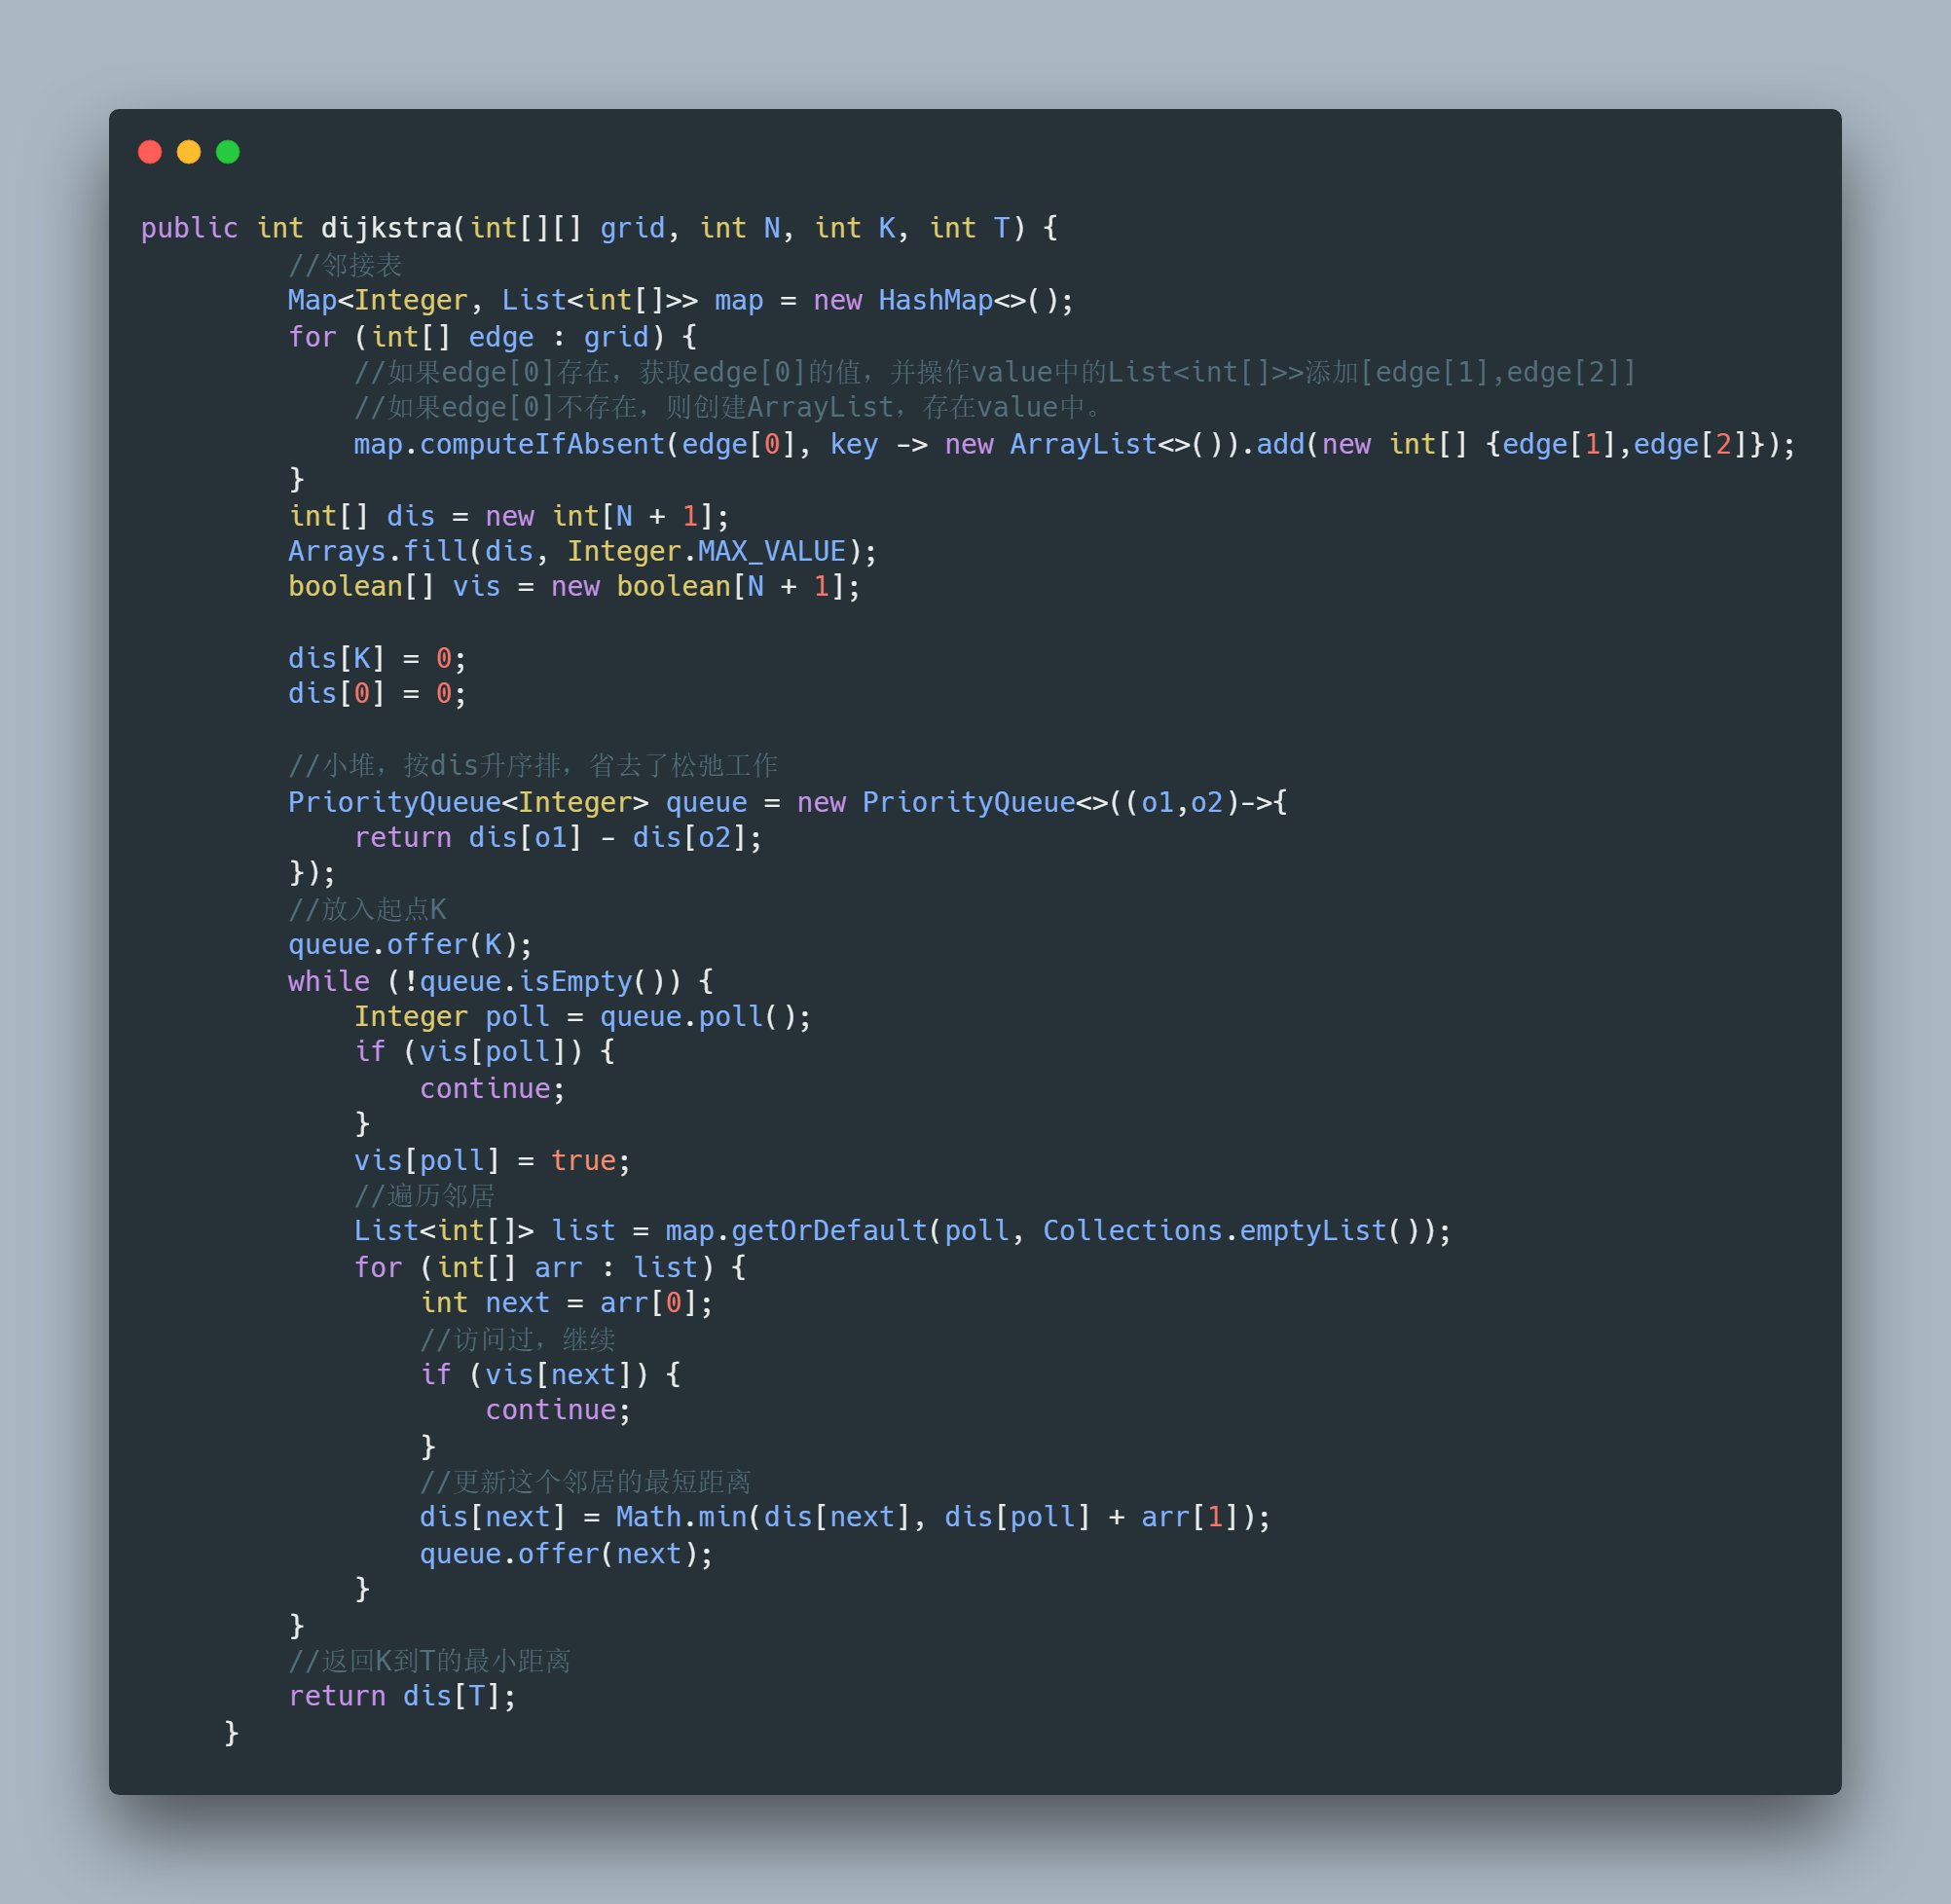 public int dijkstra(int[][] grid, int N, int K, int T) {
//邻接表
Map<Integer, List<int[]>> map = new HashMap<>();
for (int[] edge : grid) {
//如果edge[0]存在，获取edge[0]的值，并操作value中的List<int[]>>添加[edge[1],edge[2]]
//如果edge[0]不存在，则创建ArrayList，存在value中。
map.computeIfAbsent(edge[0], key -> new ArrayList<>()).add(new int[] {edge[1],edge[2]});
}
int[] dis = new int[N + 1];
Arrays.fill(dis, Integer.MAX_VALUE);
boolean[] vis = new boolean[N + 1];
dis[K] = 0;
dis[0] = 0;
//小堆，按dis升序排，省去了松弛工作
PriorityQueue<Integer> queue = new PriorityQueue<>((o1,o2)->{
return dis[o1] - dis[o2];
});
//放入起点K
queue.offer(K);
while (!queue.isEmpty()) {
Integer poll = queue.poll();
if (vis[poll]) {
continue;
}
vis[poll] = true;
//遍历邻居
List<int[]> list = map.getOrDefault(poll, Collections.emptyList());
for (int[] arr : list) {
int next = arr[0];
//访问过，继续
if (vis[next]) {
continue;
}
//更新这个邻居的最短距离
dis[next] = Math.min(dis[next], dis[poll] + arr[1]);
queue.offer(next);
}
}
//返回K到T的最小距离
return dis[T];
}